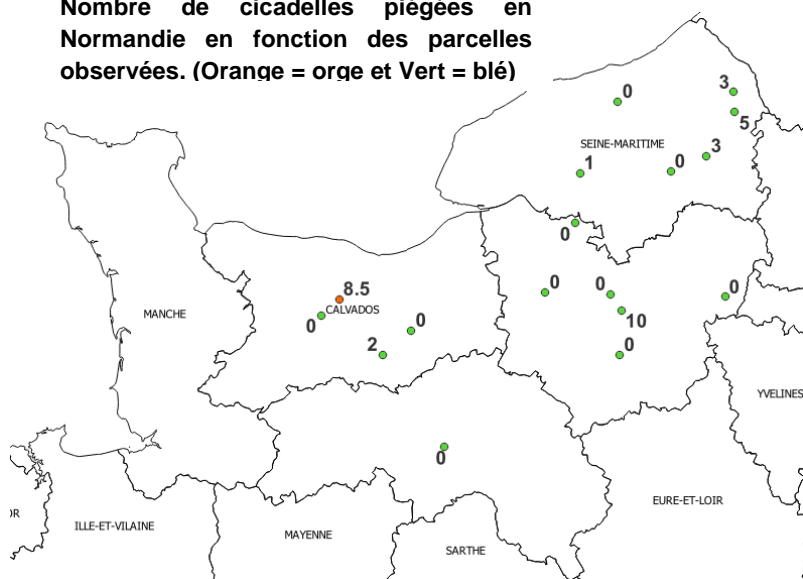 Nombre de cicadelles piégées en
Normandie en fonction des parcelles
observées. (Orange = orge et Vert = blé)
0
3
5
SEINE-MARITIME
3
1
0
0
8.5
0
0
0
MANCHE
0
CALVADOS
0
10
2
0
YVELINES
0
EURE-ET-LOIR
OR
ILLE-ET-VILAINE
MAYENNE
SARTHE